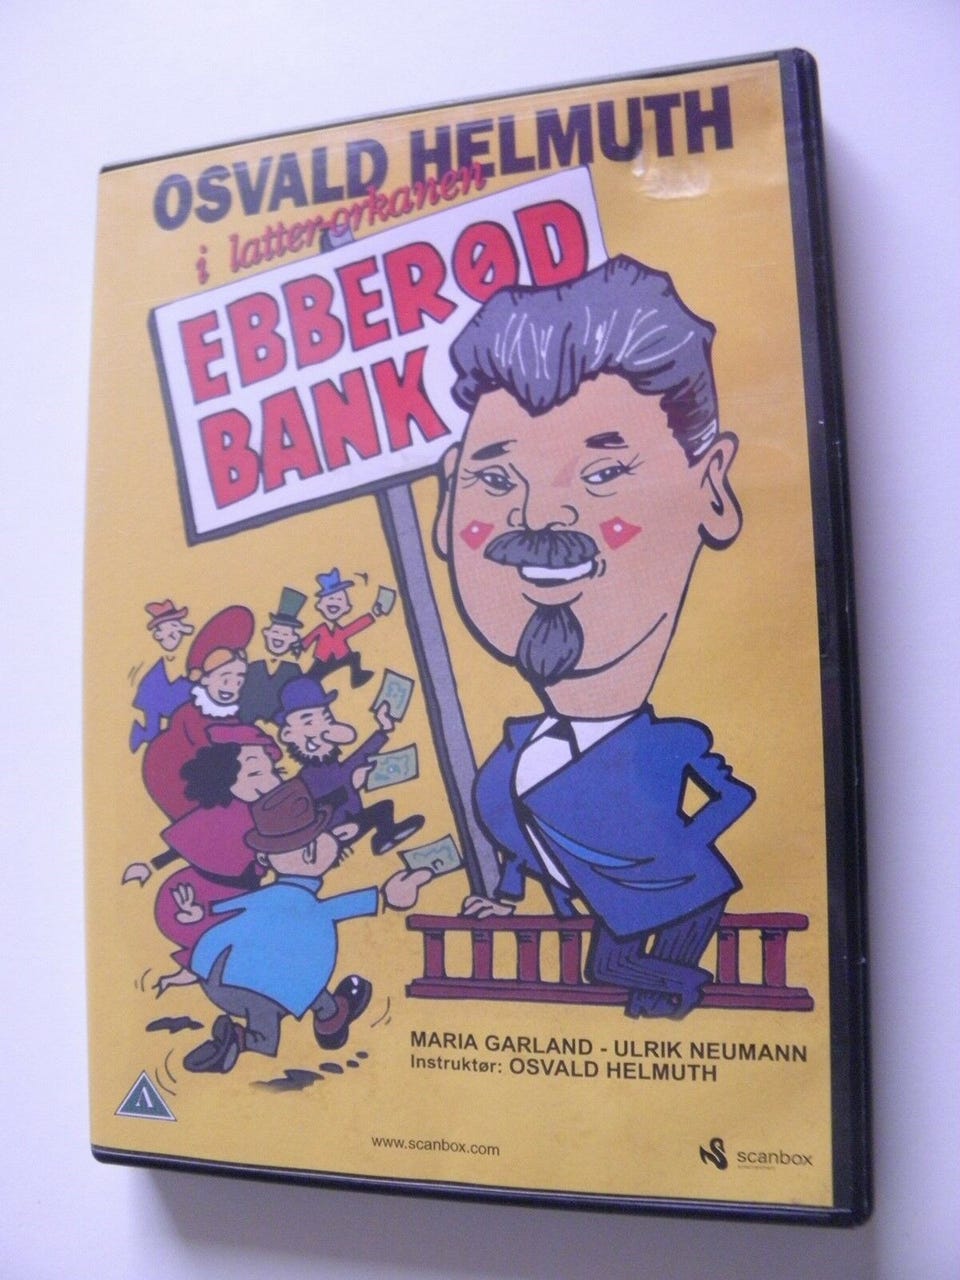 OSVALD HELMUTH
i latter-orkanen
EBBERØD
BANK
MARIA GARLAND - ULRIK NEUMANN
Instruktør: OSVALD HELMUTH
A
www.scanbox.com
scanbox